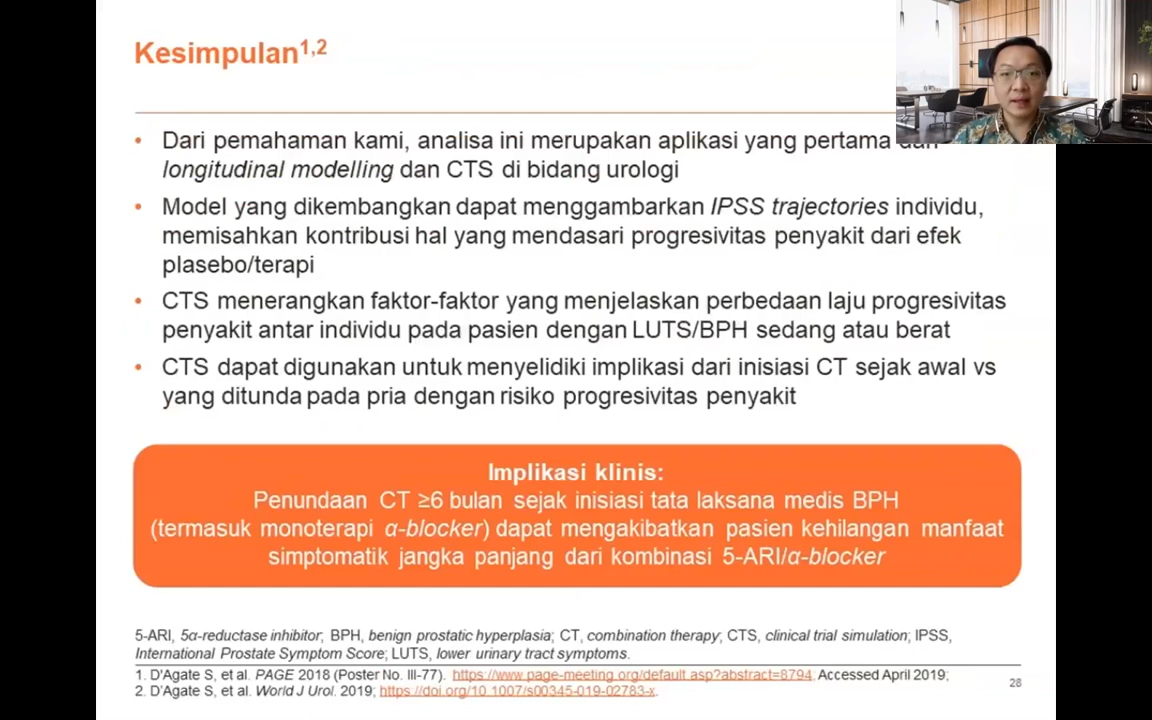 Kesimpulan1,2
• Dari pemahaman kami, analisa ini merupakan aplikasi yang pertama dari
longitudinal modelling dan CTS di bidang urologi
• Model yang dikembangkan dapat menggambarkan IPSS trajectories individu,
memisahkan kontribusi hal yang mendasari progresivitas penyakit dari efek
plasebo/terapi
• CTS menerangkan faktor-faktor yang menjelaskan perbedaan laju progresivitas
penyakit antar individu pada pasien dengan LUTS/BPH sedang atau berat
• CTS dapat digunakan untuk menyelidiki implikasi dari inisiasi CT sejak awal vs
yang ditunda pada pria dengan risiko progresivitas penyakit
Implikasi klinis:
Penundaan CT ≥6 bulan sejak inisiasi tata laksana medis BPH
(termasuk monoterapi α-blocker) dapat mengakibatkan pasien kehilangan manfaat
simptomatik jangka panjang dari kombinasi 5-ARI/α-blocker
5-ARI, 5α-reductase inhibitor; BPH, benign prostatic hyperplasia; CT, combination therapy; CTS, clinical trial simulation; IPSS,
International Prostate Symptom Score; LUTS, lower urinary tract symptoms.
1. D'Agate S, et al. PAGE 2018 (Poster No. III-77). https://www.page-meeting.org/default.asp?abstract=8794; Accessed April 2019;
2. D'Agate S, et al. World J Urol. 2019; https://doi.org/10.1007/s00345-019-02783-x.
28